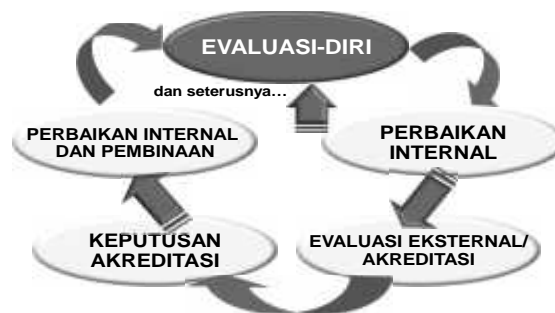 EVALUASI-DIRI
dan seterusnya...
PERBAIKAN INTERNAL
DAN PEMBINAAN
PERBAIKAN
INTERNAL
KEPUTUSAN
AKREDITASI
EVALUASI EKSTERNAL/
AKREDITASI